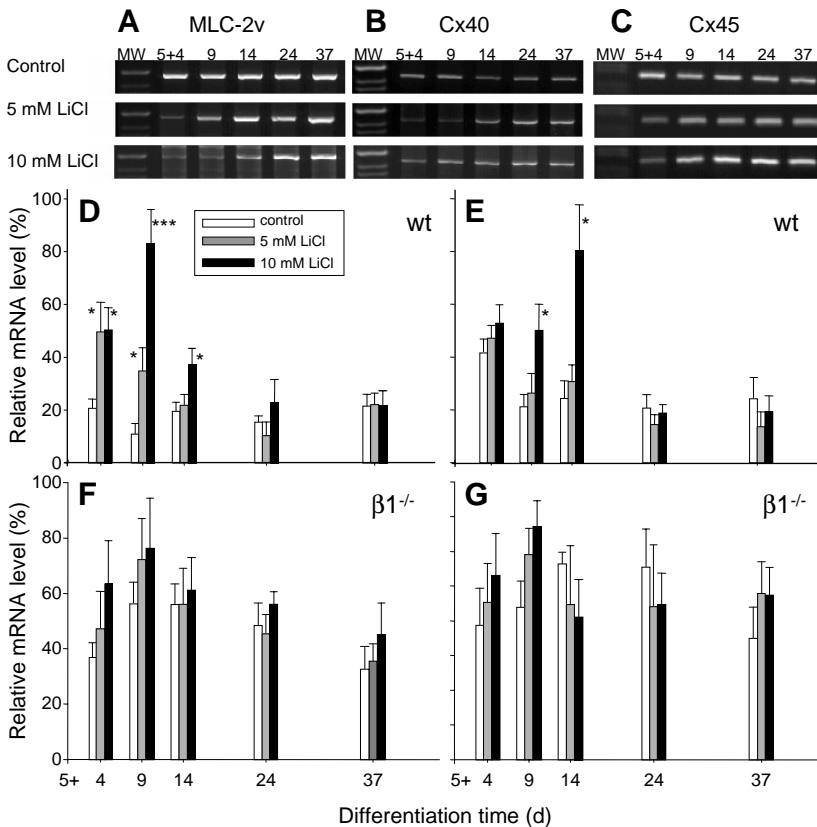 A MLC-2v
B Cx40
C Cx45
MW 5+4 9 14 24 37
MW 5+4 9 14 24 37
MW 5+4 9 14 24 37
Control
5 mM LiCl
10 mM LiCl
Relative mRNA level (%)
100
80
60
40
20
0
D
wt
control
5 mM LiCl
10 mM LiCl
* * * *** *
E
wt
* *
Relative mRNA level (%)
100
80
60
40
20
0
F
β1-/-
G
β1-/-
5+ 4 9 14 24 37
5+ 4 9 14 24 37
Differentiation time (d)